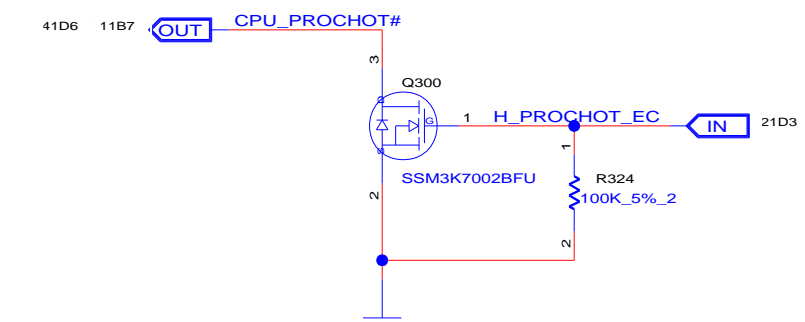 41D6 11B7 OUT CPU_PROCHOT#
3
Q300
D
G
1 H_PROCHOT_EC IN 21D3
S
1
SSM3K7002BFU R324
2 100K_5%_2
2